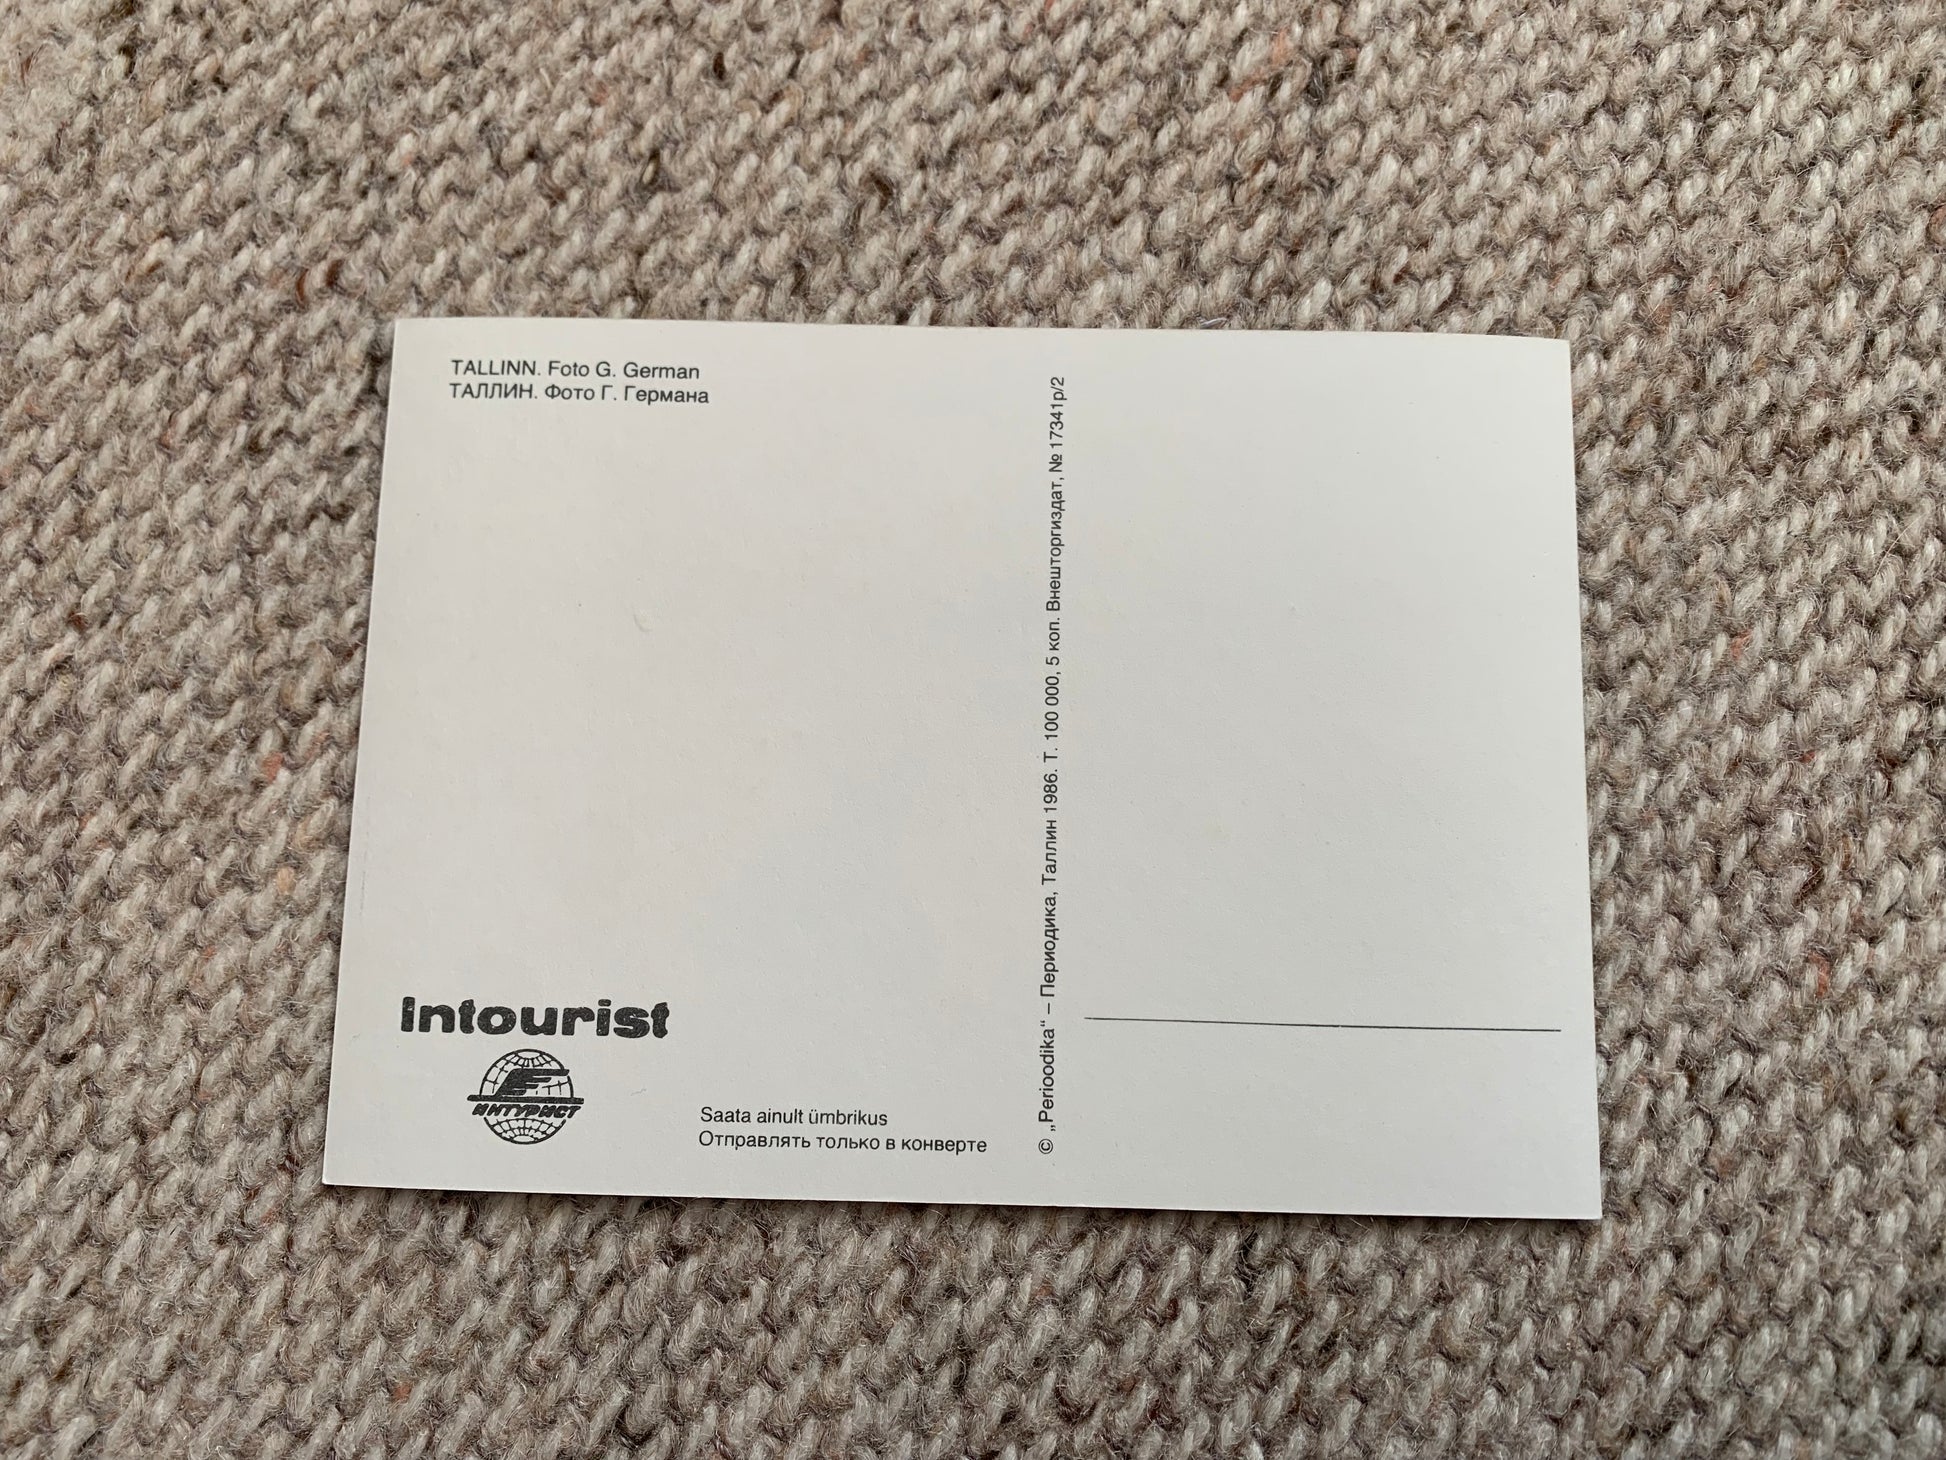 TALLINN. Foto G. German
ТАЛЛИН. Фото Г. Германа
Intourist
ИНТУРИСТ
Saata ainult ümbrikus
Отправлять только в конверте
© „Perioodika“ – Периодика, Таллин 1986. Т. 100 000, 5 коп. Внешторгиздат, № 17341р/2